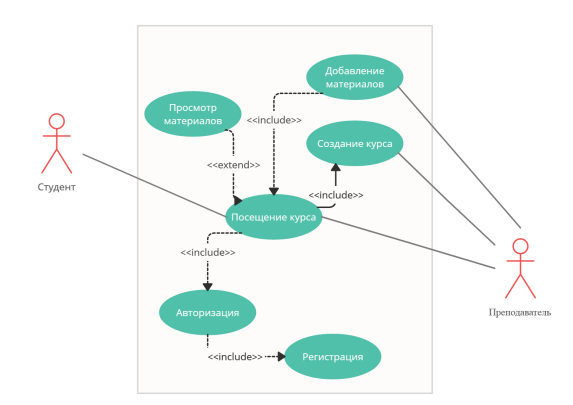 Добавление
материалов
Просмотр
материалов
<<include>>
Создание курса
<<extend>>
Студент
<<include>>
Посещение курса
<<include>>
Авторизация
Преподаватель
<<include>>
Регистрация